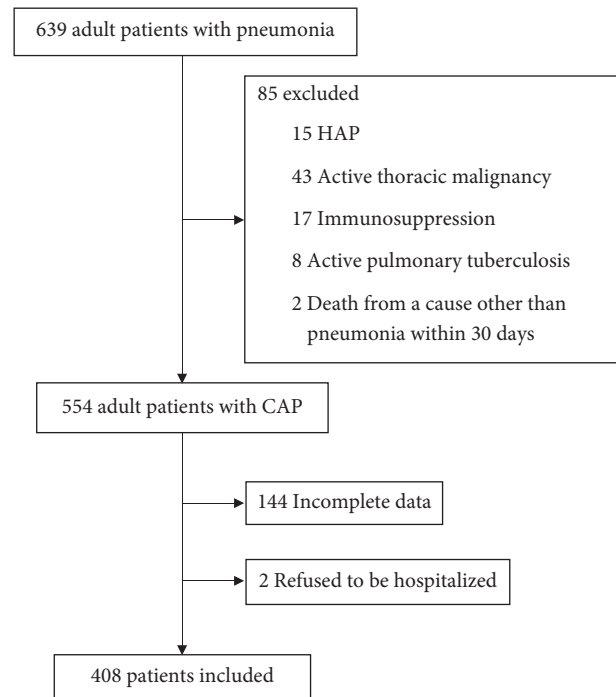 639 adult patients with pneumonia
85 excluded
15 HAP
43 Active thoracic malignancy
17 Immunosuppression
8 Active pulmonary tuberculosis
2 Death from a cause other than
pneumonia within 30 days
554 adult patients with CAP
144 Incomplete data
2 Refused to be hospitalized
408 patients included